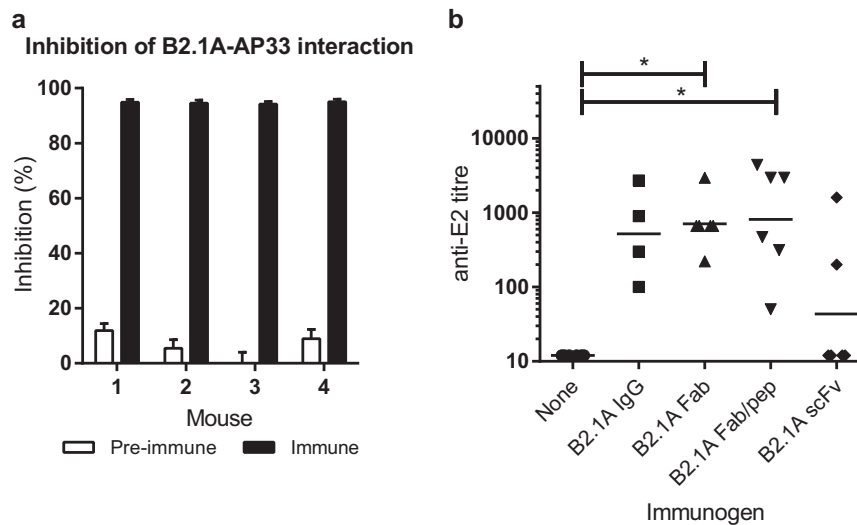 a
Inhibition of B2.1A-AP33 interaction
Inhibition (%)
100
80
60
40
20
0
1 2 3 4
Mouse
Pre-immune Immune
b
*
*
anti-E2 titre
10000
1000
100
10
None
B2.1A IgG
B2.1A Fab
B2.1A Fab/pep
B2.1A scFv
Immunogen